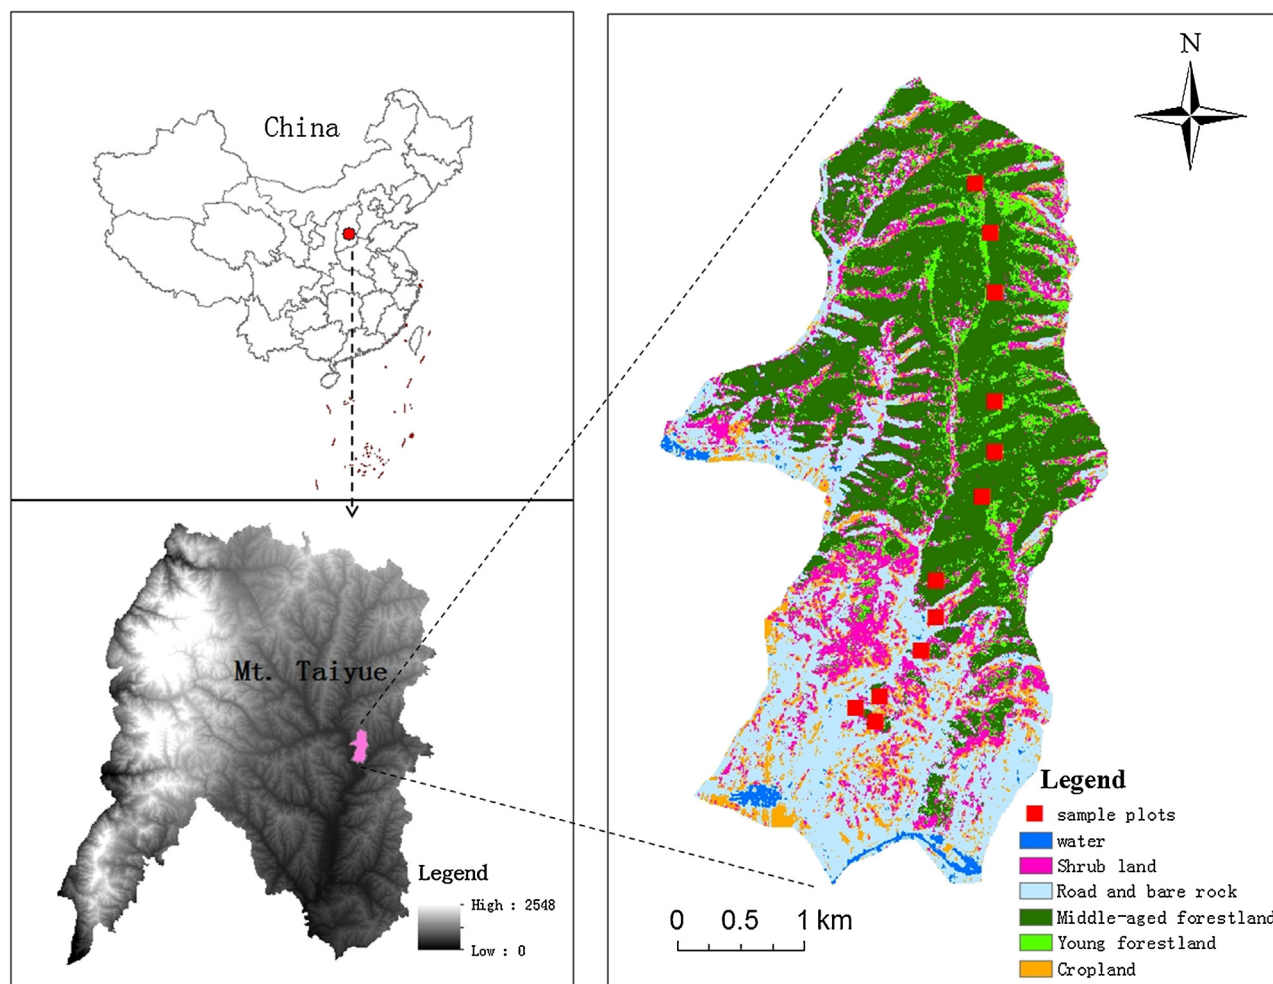 China
Mt. Taiyue
Legend
High : 2548
Low : 0
N
Legend
sample plots
water
Shrub land
Road and bare rock
Middle-aged forestland
Young forestland
Cropland
0 0.5 1 km